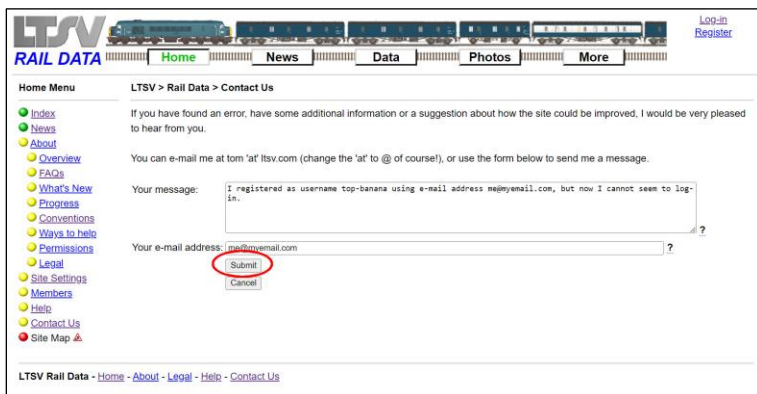 LTSV
RAIL DATA
Home
News
Data
Photos
More
Log-in
Register
Home Menu
Index
News
About
Overview
FAQs
What's New
Progress
Conventions
Ways to help
Permissions
Legal
Site Settings
Members
Help
Contact Us
Site Map
LTSV > Rail Data > Contact Us
If you have found an error, have some additional information or a suggestion about how the site could be improved, I would be very pleased
to hear from you.
You can e-mail me at tom 'at' ltsv.com (change the 'at' to @ of course!), or use the form below to send me a message.
Your message:
I registered as username top-banana using e-mail address me@myemail.com, but now I cannot seem to log-
in.
?
Your e-mail address: me@myemail.com ?
Submit
Cancel
LTSV Rail Data - Home - About - Legal - Help - Contact Us